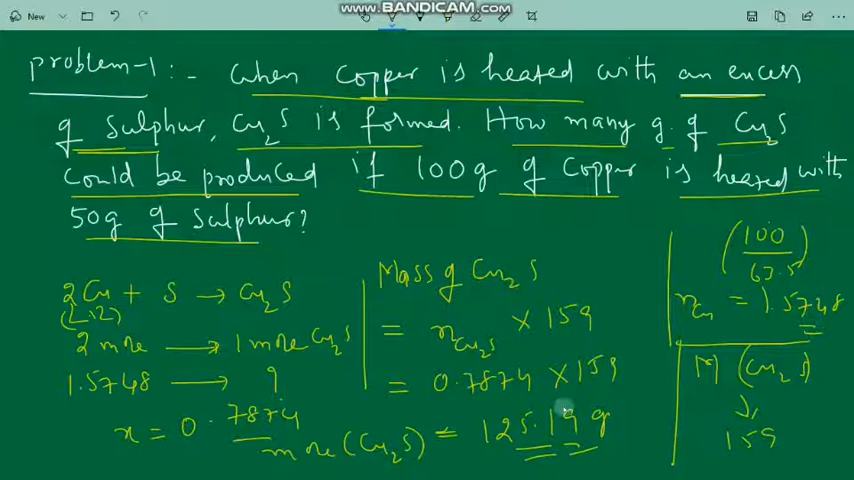 WWW.BANDICAM.COM
New
Problem-1:- When Copper is heated with an excess
of Sulphur, Cu2S is formed. How many g. of Cu2S
Could be produced if 100g of Copper is heated with
50g of Sulphur?
2Cu + S → Cu2S
2 mole → 1 mole Cu2S
1.5748 → ?
x = 0.7874
mole (Cu2S)
Mass of Cu2S
= nCu2S × 159
= 0.7874 × 159
= 125.19 g
(100
63.5)
nCu = 1.5748
M (Cu2S)
159